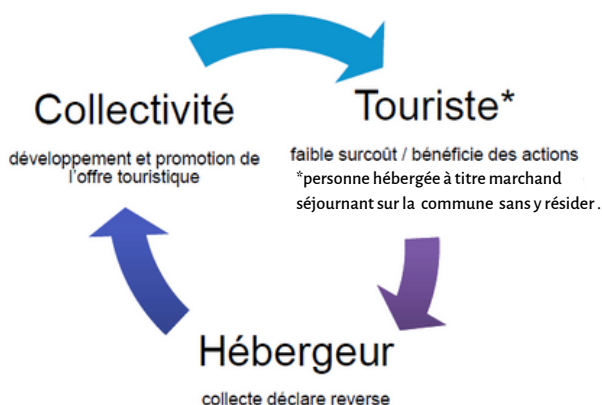 Collectivité
développement et promotion de
l'offre touristique
Touriste*
faible surcoût / bénéficie des actions
*personne hébergée à titre marchand
séjournant sur la commune sans y résider .
Hébergeur
collecte déclare reverse